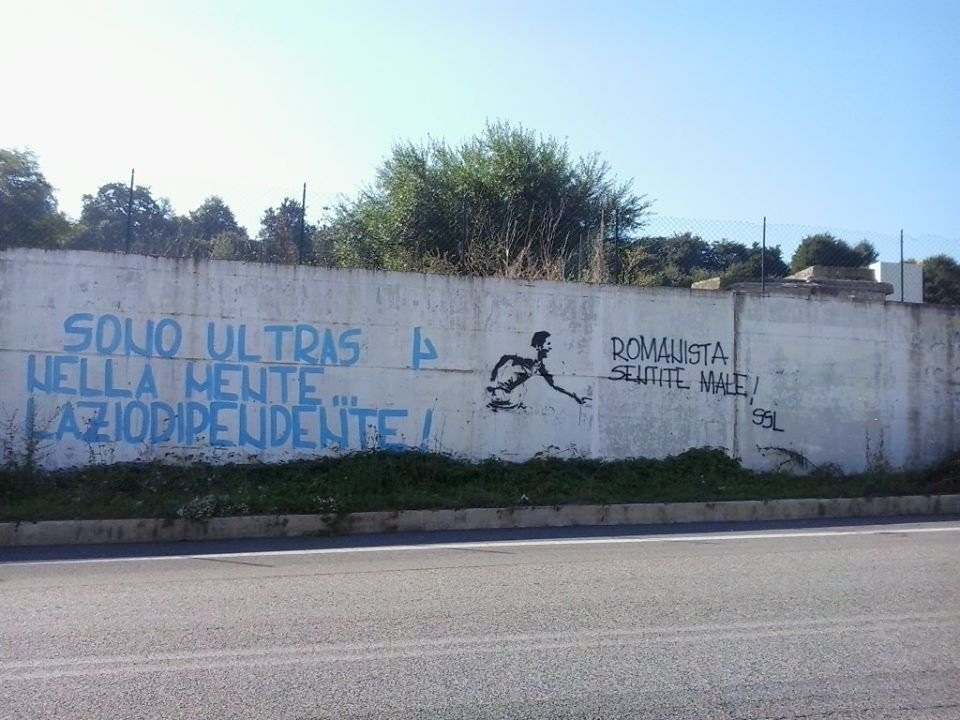 SONO ULTRAS
NELLA MENTE ...
LAZIODIPENDENTE!
ROMANISTA
SENTITE MALE!
SSL